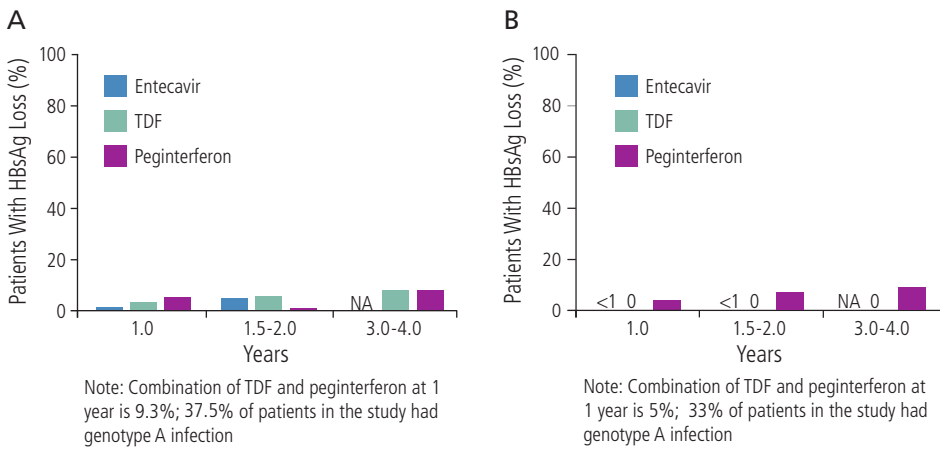 A
Patients With HBsAg Loss (%)
100
80
60
40
20
0
Entecavir
TDF
Peginterferon
NA
1.0
1.5-2.0
3.0-4.0
Years
Note: Combination of TDF and peginterferon at 1
year is 9.3%; 37.5% of patients in the study had
genotype A infection
B
Patients With HBsAg Loss (%)
100
80
60
40
20
0
Entecavir
TDF
Peginterferon
<1 0
<1 0
NA 0
1.0
1.5-2.0
3.0-4.0
Years
Note: Combination of TDF and peginterferon at
1 year is 5%; 33% of patients in the study had
genotype A infection